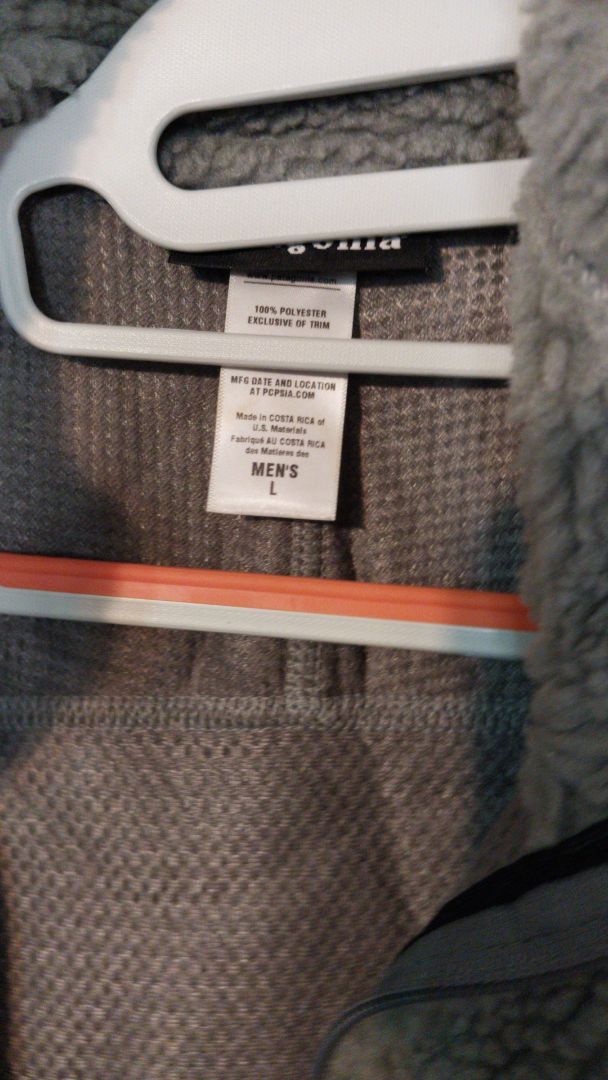 100% POLYESTER
EXCLUSIVE OF TRIM
MFG DATE AND LOCATION
AT PCPSIA.COM
Made in COSTA RICA of
U.S. Materials
Fabriqué AU COSTA RICA
des Matieres des
MEN'S
L